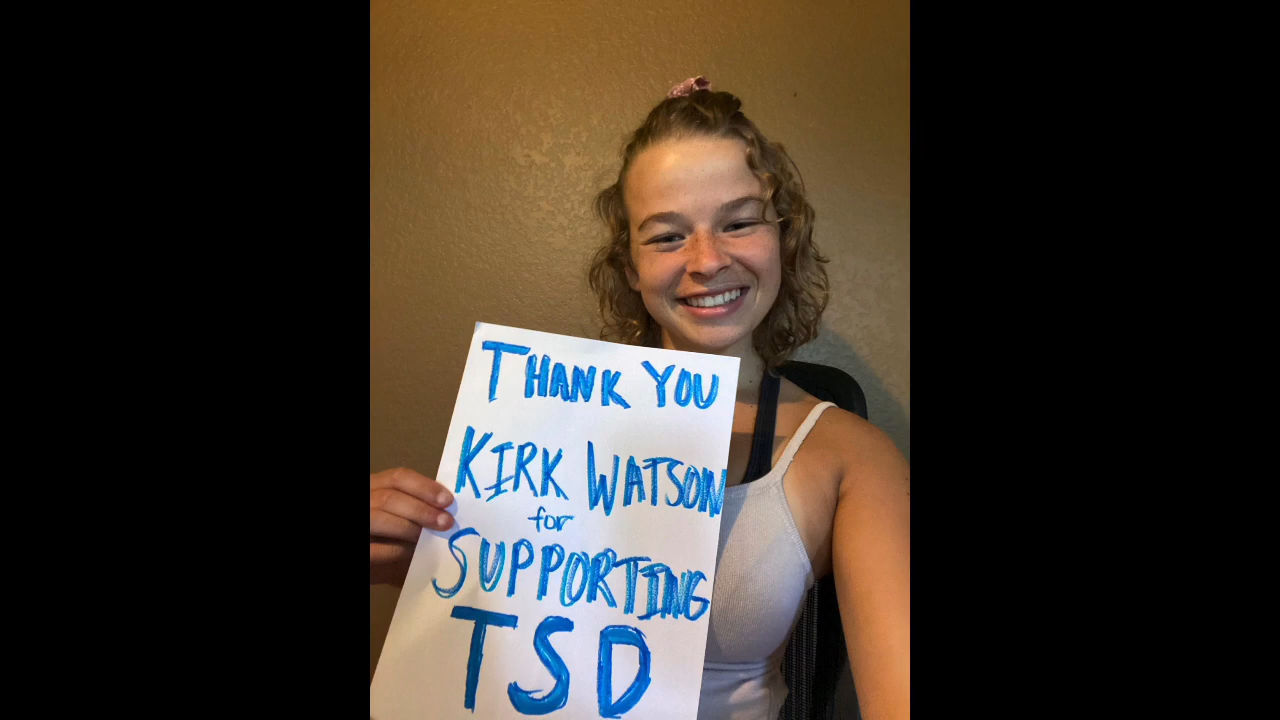 THANK YOU
KIRK WATSON
for
SUPPORTING
TSD